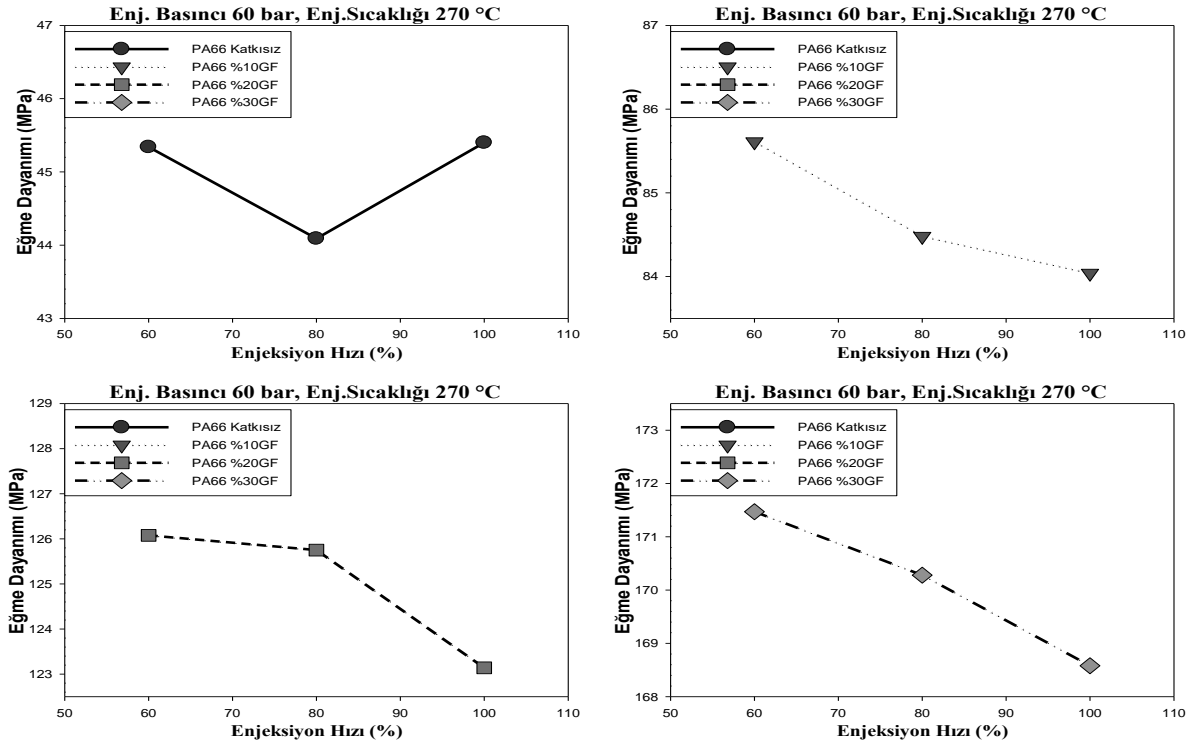 Enj. Basıncı 60 bar, Enj.Sıcaklığı 270 °C
47
46
45
44
43
Eğme Dayanımı (MPa)
PA66 Katkısız
PA66 %10GF
PA66 %20GF
PA66 %30GF
50 60 70 80 90 100 110
Enjeksiyon Hızı (%)
Enj. Basıncı 60 bar, Enj.Sıcaklığı 270 °C
87
86
85
84
Eğme Dayanımı (MPa)
PA66 Katkısız
PA66 %10GF
PA66 %20GF
PA66 %30GF
50 60 70 80 90 100 110
Enjeksiyon Hızı (%)
Enj. Basıncı 60 bar, Enj.Sıcaklığı 270 °C
129
128
127
126
125
124
123
Eğme Dayanımı (MPa)
PA66 Katkısız
PA66 %10GF
PA66 %20GF
PA66 %30GF
50 60 70 80 90 100 110
Enjeksiyon Hızı (%)
Enj. Basıncı 60 bar, Enj.Sıcaklığı 270 °C
173
172
171
170
169
168
Eğme Dayanımı (MPa)
PA66 Katkısız
PA66 %10GF
PA66 %20GF
PA66 %30GF
50 60 70 80 90 100 110
Enjeksiyon Hızı (%)